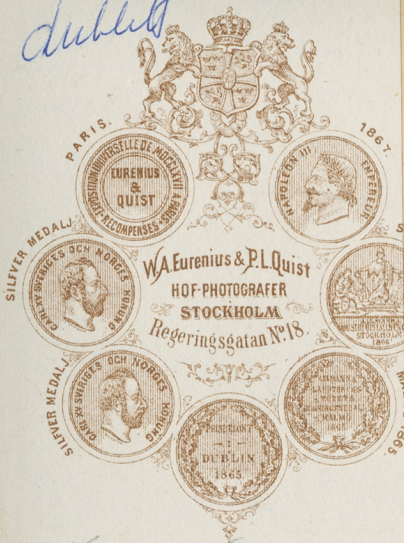 dublett
PARIS.
1867.
EXPOSITION UNIVERSELLE DE MDCCCLXVII
EURENIUS
&
QUIST
PARIS RECOMPENSES
NAPOLEON III EMPEREUR
SILFVER MEDALJ
CARL XV SVERIGES OCH NORGES KONUNG
W.A. Eurenius & P.L. Quist
HOF-PHOTOGRAFER
STOCKHOLM
Regeringsgatan No 18.
STOCKHOLM
1866
SILFVER MEDALJ
CARL XV SVERIGES OCH NORGES KONUNG
DUBLIN
1865
MALMÖ
1865